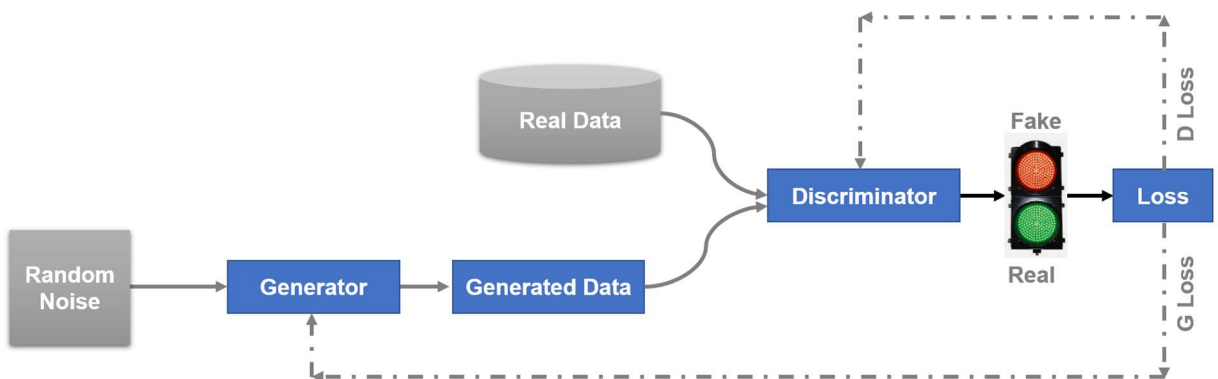 Real Data
Fake
D Loss
Discriminator
Loss
Random
Noise
Generator
Generated Data
Real
G Loss